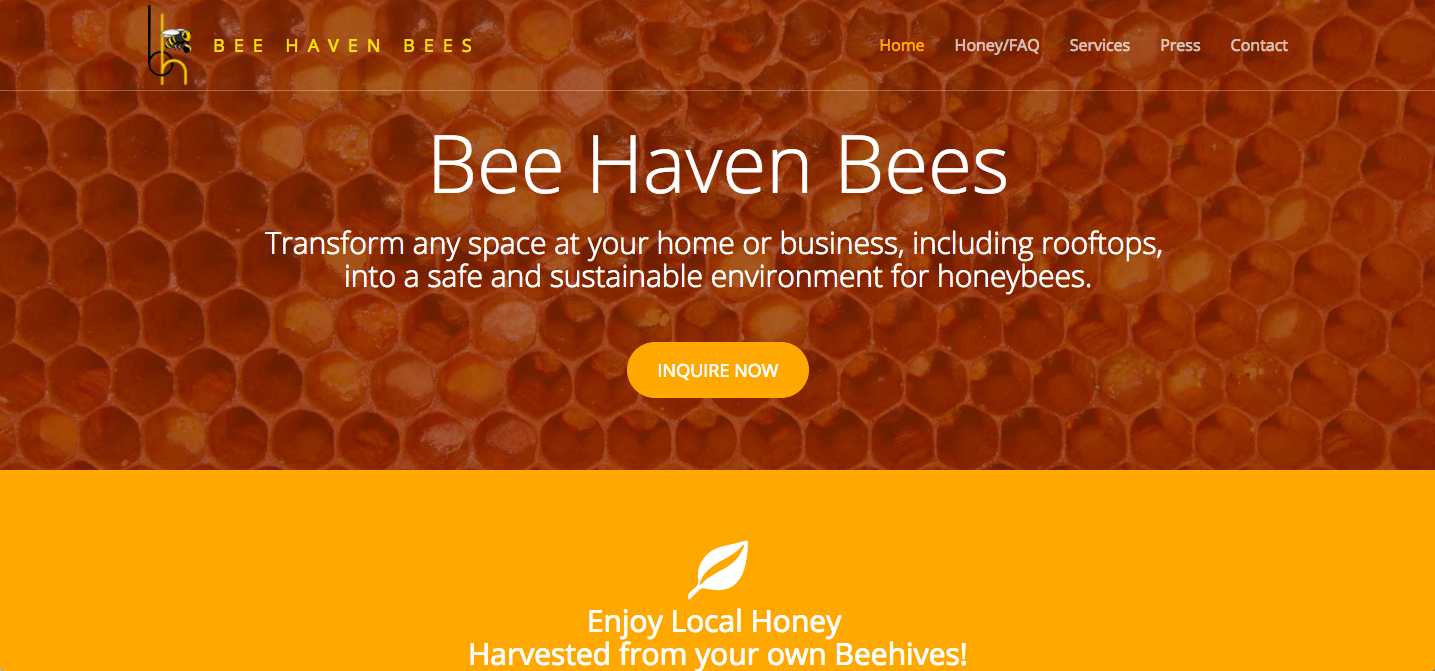 BEE HAVEN BEES
Home Honey/FAQ Services Press Contact
Bee Haven Bees
Transform any space at your home or business, including rooftops,
into a safe and sustainable environment for honeybees.
INQUIRE NOW
Enjoy Local Honey
Harvested from your own Beehives!